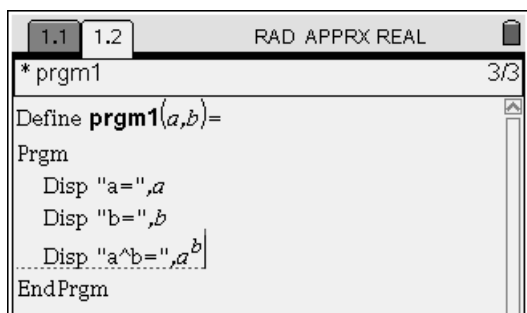 1.1 1.2 RAD APPRX REAL
* prgm1 3/3
Define prgm1(a,b)=
Prgm
Disp "a=",a
Disp "b=",b
Disp "a^b=",a^b
EndPrgm